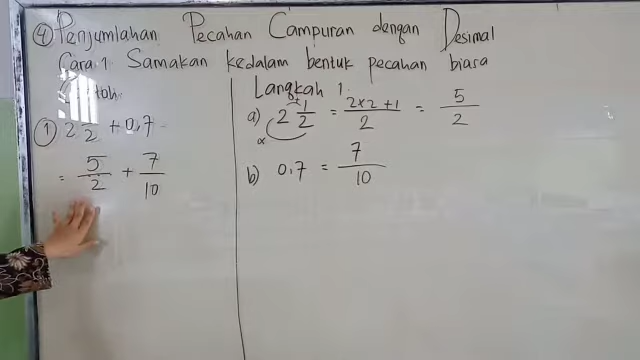 ④ Penjumlahan Pecahan Campuran dengan Desimal
Cara 1. Samakan kedalam bentuk pecahan biasa
① 2 1/2 + 0,7
= 5/2 + 7/10
Langkah 1.
a) 2 1/2 = 2x2+1/2 = 5/2
+
x
b) 0,7 = 7/10